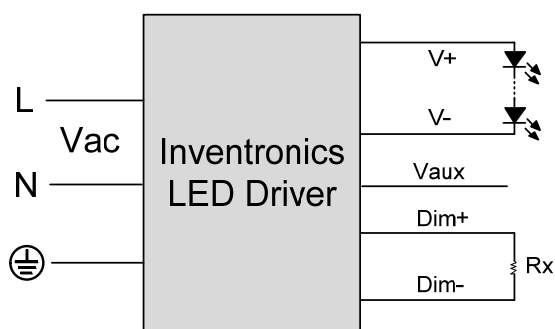 L
Vac
N
Inventronics
LED Driver
V+
V-
Vaux
Dim+
Rx
Dim-